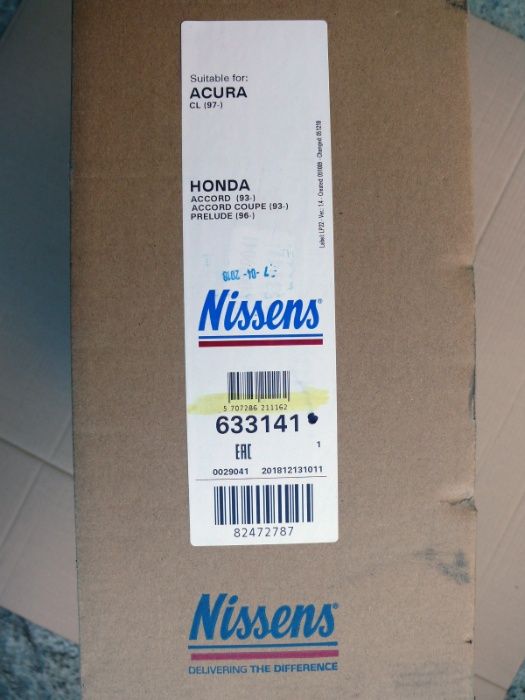 Suitable for:
ACURA
CL (97-)
HONDA
ACCORD (93-)
ACCORD COUPE (93-)
PRELUDE (96-)
Nissens®
5 707286 211162
633141
EAC
1
0029041 201812131011
82472787
Nissens®
DELIVERING THE DIFFERENCE